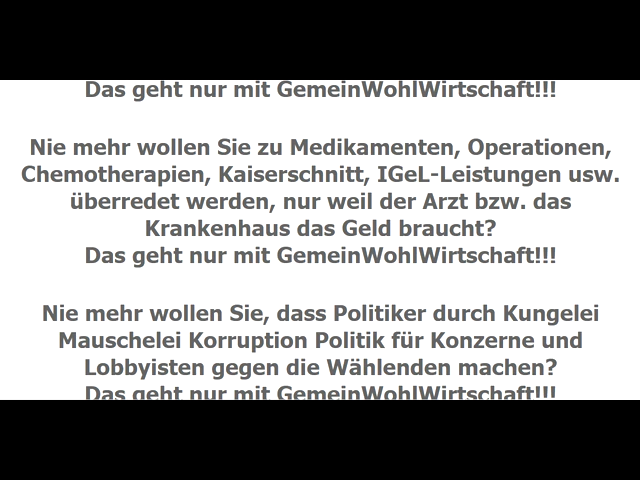 Das geht nur mit GemeinWohlWirtschaft!!!
Nie mehr wollen Sie zu Medikamenten, Operationen,
Chemotherapien, Kaiserschnitt, IGeL-Leistungen usw.
überredet werden, nur weil der Arzt bzw. das
Krankenhaus das Geld braucht?
Das geht nur mit GemeinWohlWirtschaft!!!
Nie mehr wollen Sie, dass Politiker durch Kungelei
Mauschelei Korruption Politik für Konzerne und
Lobbyisten gegen die Wählenden machen?
Das geht nur mit GemeinWohlWirtschaft!!!